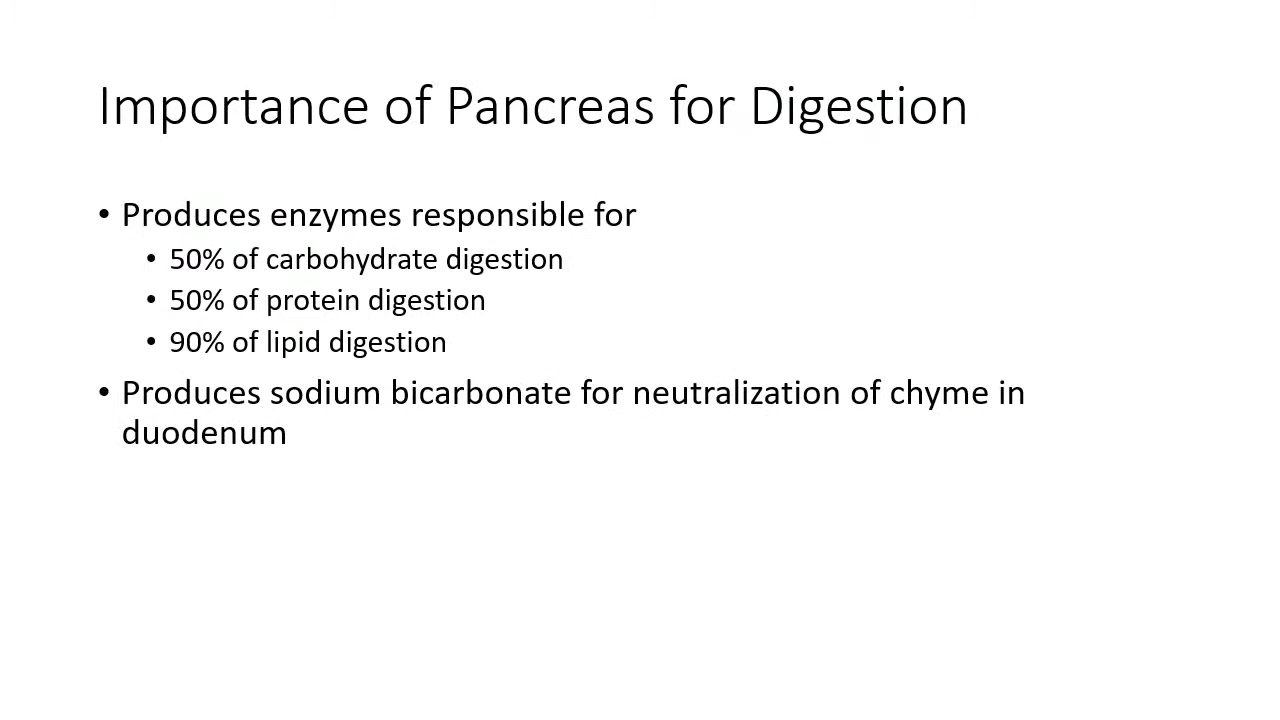 Importance of Pancreas for Digestion
• Produces enzymes responsible for
• 50% of carbohydrate digestion
• 50% of protein digestion
• 90% of lipid digestion
• Produces sodium bicarbonate for neutralization of chyme in
duodenum